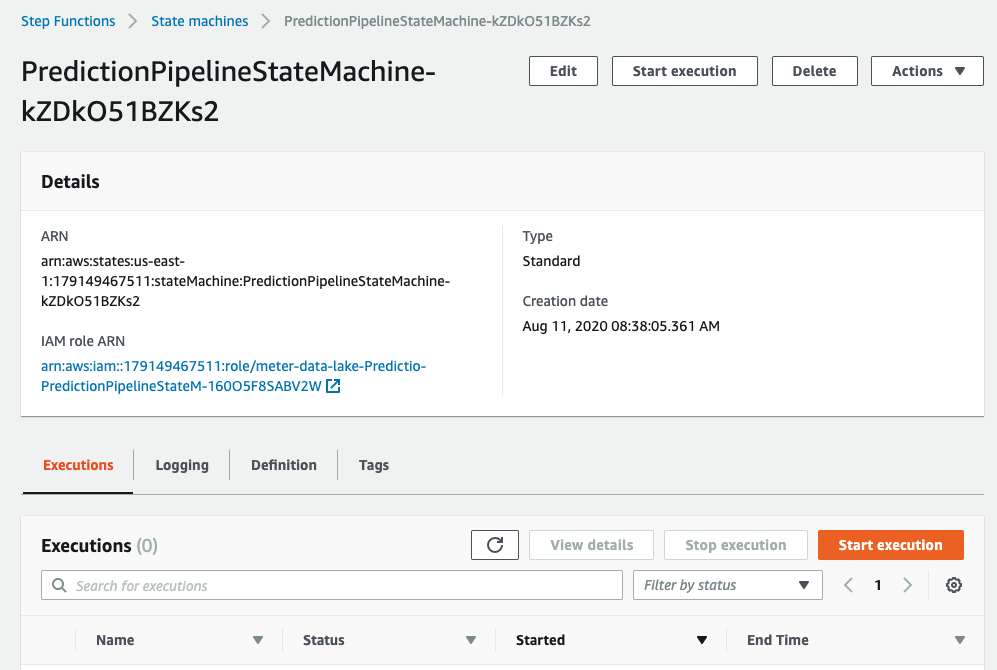 Step Functions > State machines > PredictionPipelineStateMachine-kZDkO51BZKs2
PredictionPipelineStateMachine-
kZDkO51BZKs2
Edit
Start execution
Delete
Actions
Details
ARN
arn:aws:states:us-east-
1:179149467511:stateMachine:PredictionPipelineStateMachine-
kZDkO51BZKs2
IAM role ARN
arn:aws:iam::179149467511:role/meter-data-lake-Predictio-
PredictionPipelineStateM-160O5F8SABV2W
Type
Standard
Creation date
Aug 11, 2020 08:38:05.361 AM
Executions
Logging
Definition
Tags
Executions (0)
View details
Stop execution
Start execution
Search for executions
Filter by status
1
Name
Status
Started
End Time